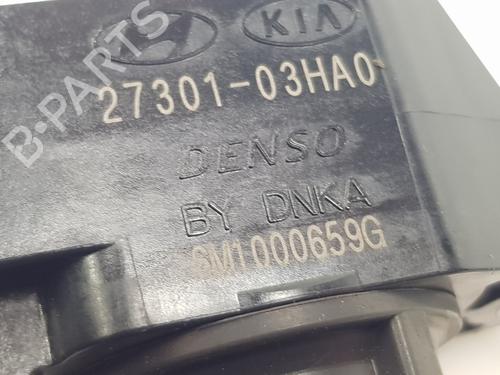 KIA
27301-03HA0
DENSO
BY DNKA
6M1000659G
B-PARTS